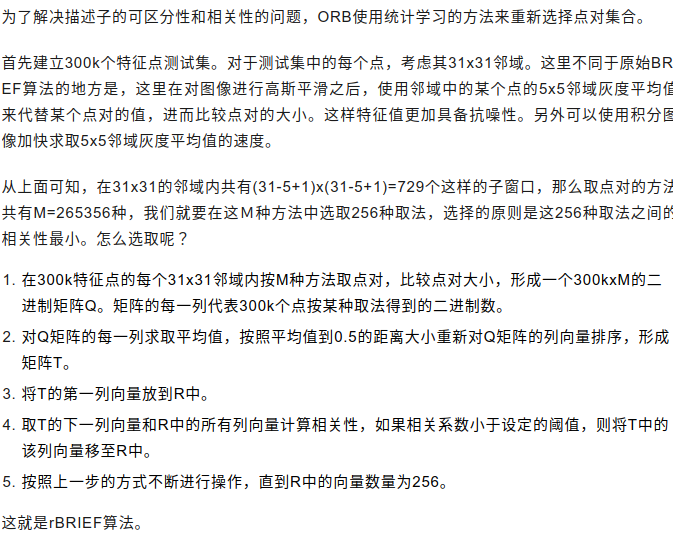 为了解决描述子的可区分性和相关性的问题，ORB使用统计学习的方法来重新选择点对集合。
首先建立300k个特征点测试集。对于测试集中的每个点，考虑其31x31邻域。这里不同于原始BR
EF算法的地方是，这里在对图像进行高斯平滑之后，使用邻域中的某个点的5x5邻域灰度平均值
来代替某个点对的值，进而比较点对的大小。这样特征值更加具备抗噪性。另外可以使用积分图
像加快求取5x5邻域灰度平均值的速度。
从上面可知，在31x31的邻域内共有(31-5+1)x(31-5+1)=729个这样的子窗口，那么取点对的方法
共有M=265356种，我们就要在这M种方法中选取256种取法，选择的原则是这256种取法之间的
相关性最小。怎么选取呢？
1. 在300k特征点的每个31x31邻域内按M种方法取点对，比较点对大小，形成一个300kxM的二
进制矩阵Q。矩阵的每一列代表300k个点按某种取法得到的二进制数。
2. 对Q矩阵的每一列求取平均值，按照平均值到0.5的距离大小重新对Q矩阵的列向量排序，形成
矩阵T。
3. 将T的第一列向量放到R中。
4. 取T的下一列向量和R中的所有列向量计算相关性，如果相关系数小于设定的阈值，则将T中的
该列向量移至R中。
5. 按照上一步的方式不断进行操作，直到R中的向量数量为256。
这就是rBRIEF算法。